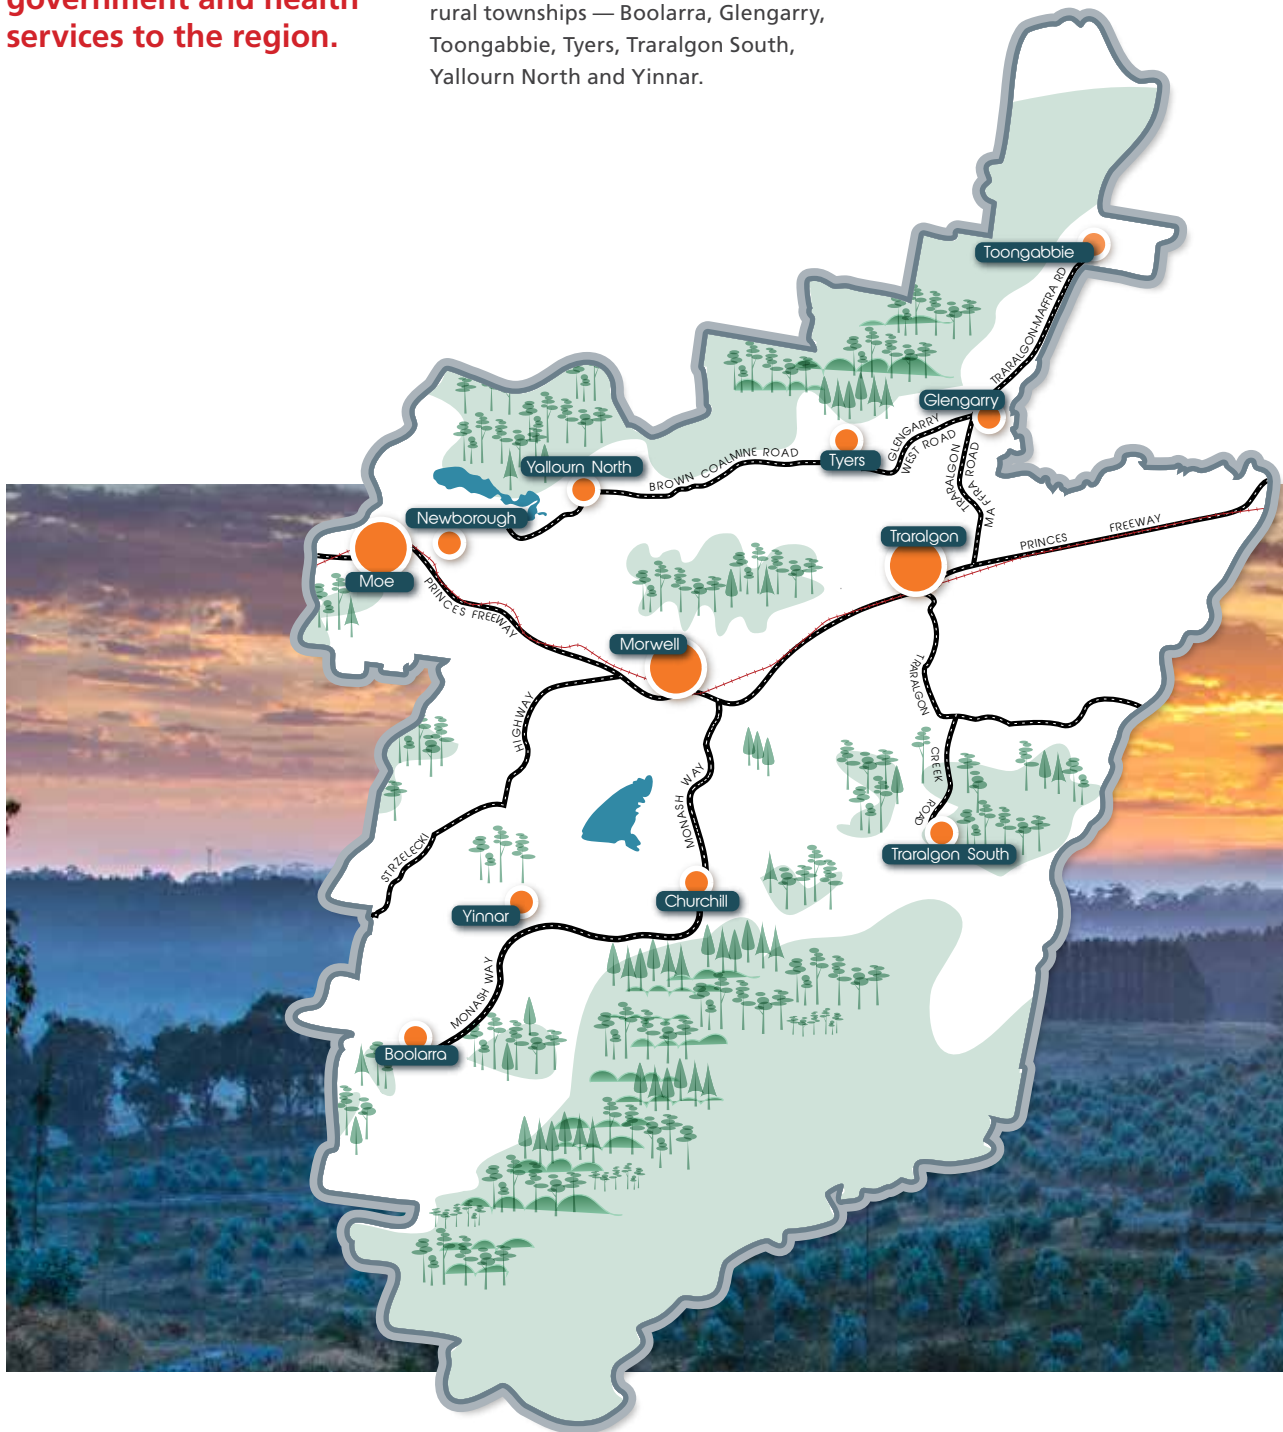 government and health
services to the region.
rural townships — Boolarra, Glengarry,
Toongabbie, Tyers, Traralgon South,
Yallourn North and Yinnar.
Toongabbie
TRARALGON-MAFFRA RD
Glengarry
GLENGARRY
WEST ROAD
Tyers
TRARALGON
MAFFRA ROAD
BROWN COALMINE ROAD
Yallourn North
Newborough
Traralgon
PRINCES FREEWAY
Moe
PRINCES FREEWAY
Morwell
TRARALGON
CREEK
ROAD
HIGHWAY
STRZELECKI
MONASH WAY
Traralgon South
Churchill
Yinnar
MONASH WAY
Boolarra